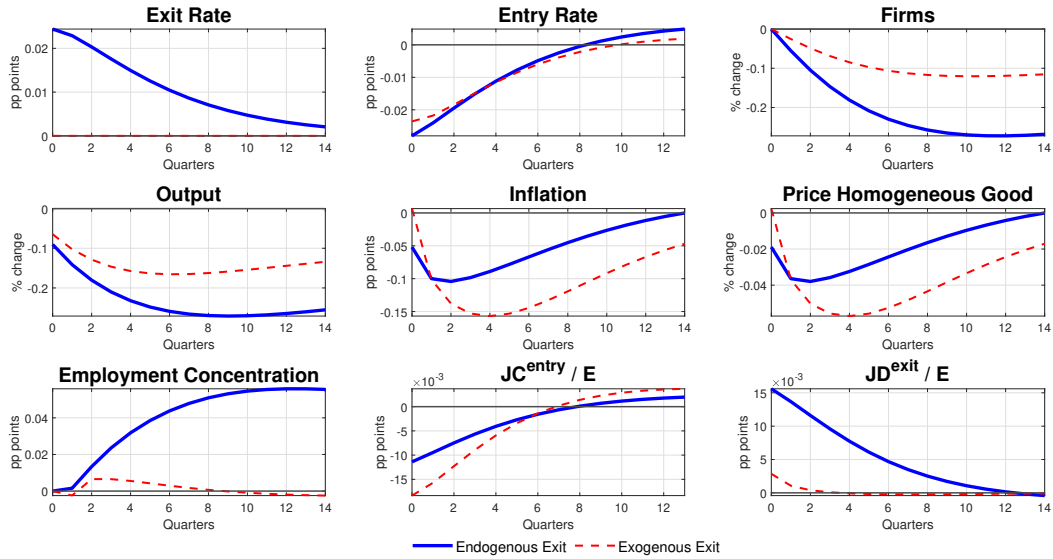 Exit Rate
pp points
0.02
0.01
0
0 2 4 6 8 10 12 14
Quarters
Entry Rate
pp points
0
-0.01
-0.02
0 2 4 6 8 10 12
Quarters
Firms
% change
0
-0.1
-0.2
0 2 4 6 8 10 12 14
Quarters
Output
% change
0
-0.1
-0.2
0 2 4 6 8 10 12 14
Quarters
Inflation
pp points
0
-0.05
-0.1
-0.15
0 2 4 6 8 10 12 14
Quarters
Price Homogeneous Good
% change
0
-0.02
-0.04
0 2 4 6 8 10 12 14
Quarters
Employment Concentration
pp points
0.04
0.02
0
0 2 4 6 8 10 12 14
Quarters
JC^entry / E
×10^-3
pp points
0
-5
-10
-15
0 2 4 6 8 10 12
Quarters
JD^exit / E
×10^-3
pp points
15
10
5
0
0 2 4 6 8 10 12 14
Quarters
Endogenous Exit Exogenous Exit